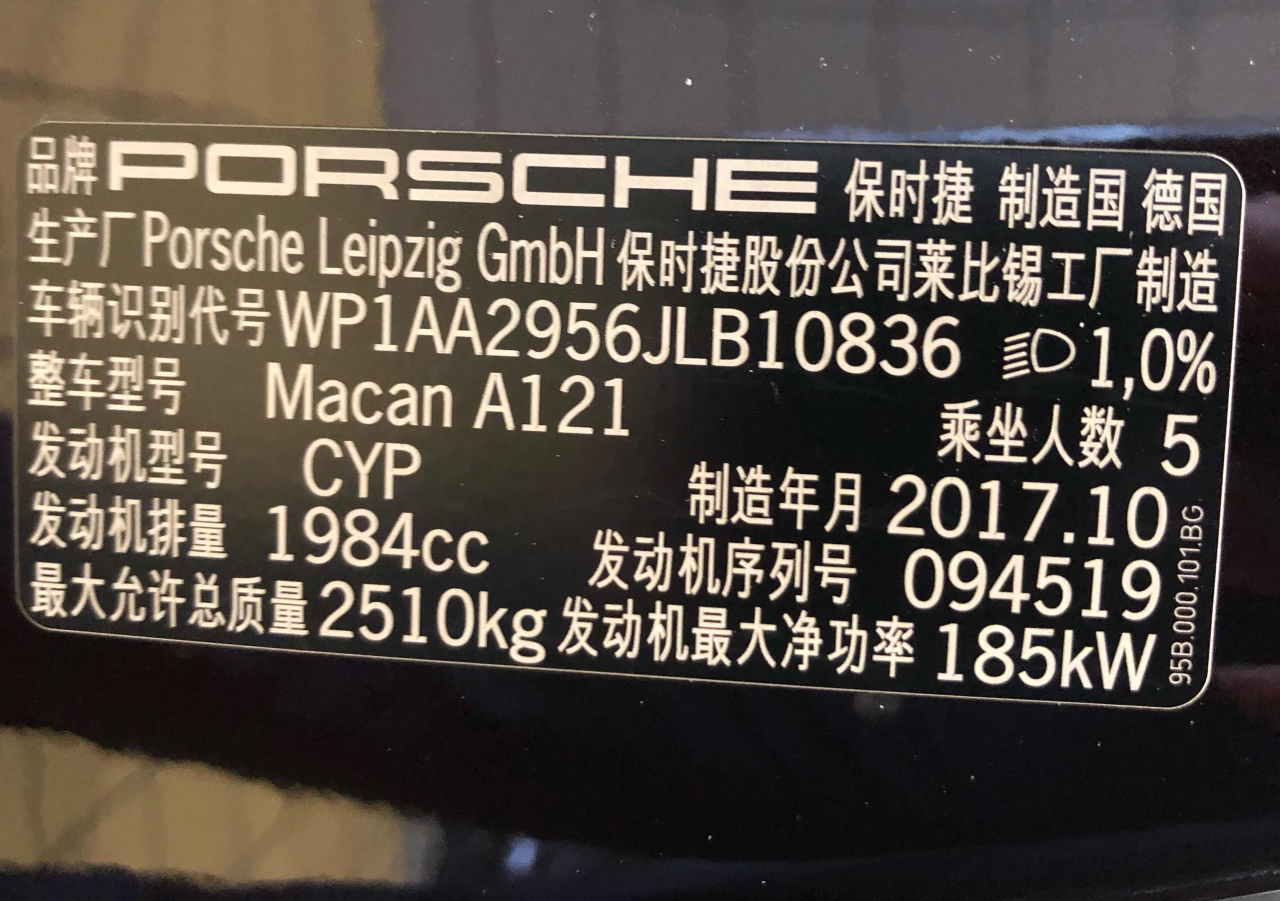 品牌 PORSCHE 保时捷 制造国 德国
生产厂 Porsche Leipzig GmbH 保时捷股份公司莱比锡工厂制造
车辆识别代号 WP1AA2956JLB10836 1,0%
整车型号 Macan A121 乘坐人数 5
发动机型号 CYP 制造年月 2017.10
发动机排量 1984cc 发动机序列号 094519
最大允许总质量 2510kg 发动机最大净功率 185kW
95B.000.101.BG